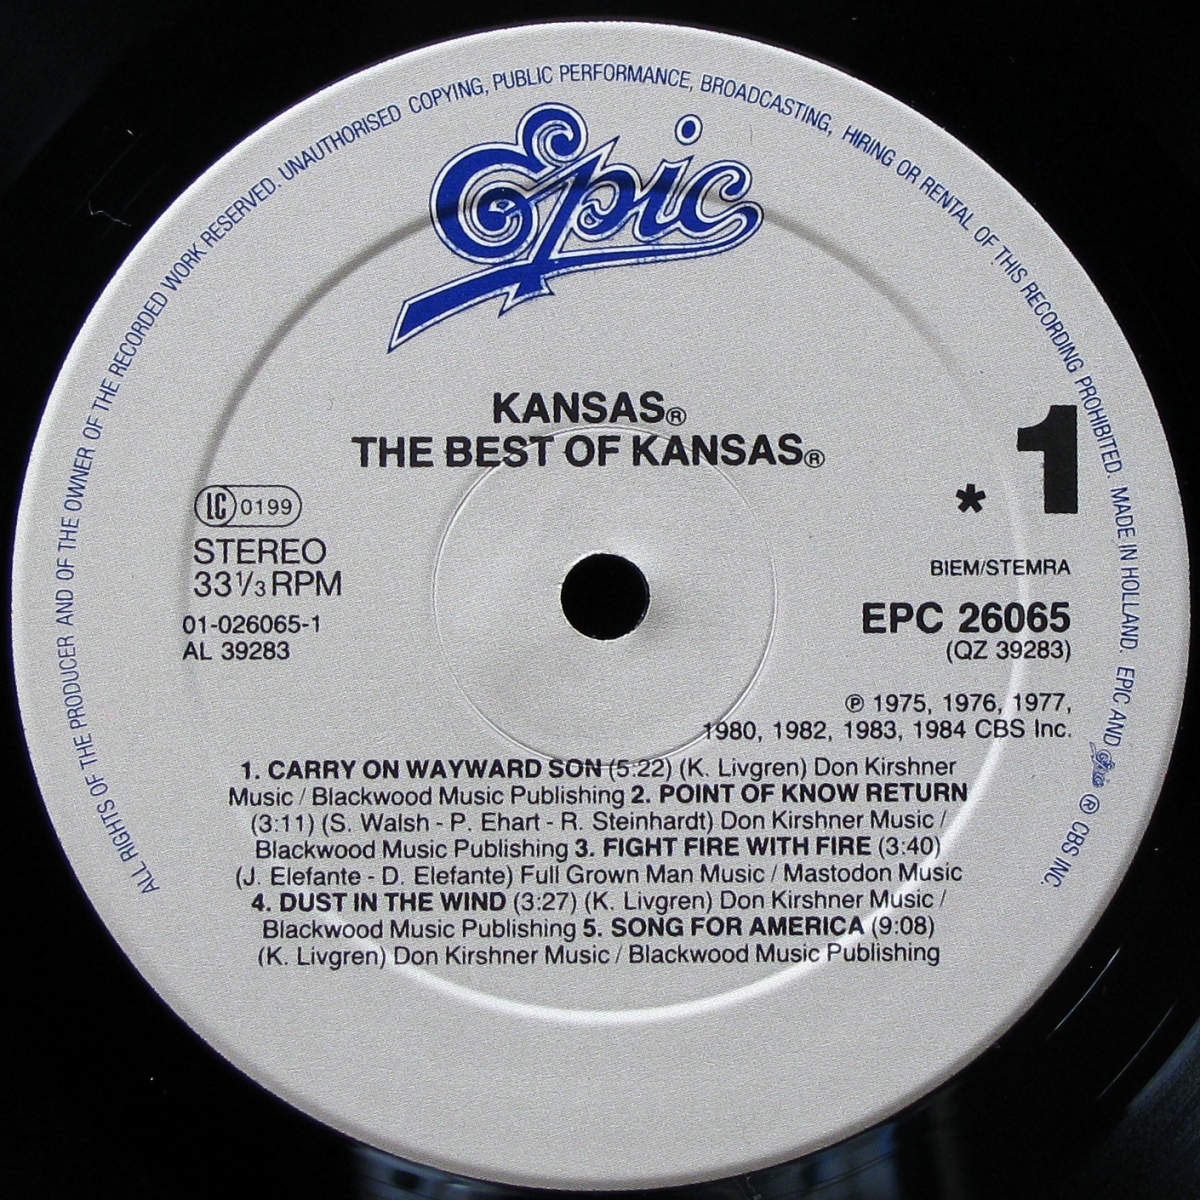 ALL RIGHTS OF THE PRODUCER AND OF THE OWNER OF THE RECORDED WORK RESERVED. UNAUTHORISED COPYING, PUBLIC PERFORMANCE, BROADCASTING, HIRING OR RENTAL OF THIS RECORDING PROHIBITED. MADE IN HOLLAND. EPIC AND Epic ® CBS INC.
Epic
KANSAS®
THE BEST OF KANSAS®
* 1
LC 0199
STEREO
33 1/3 RPM
01-026065-1
AL 39283
BIEM/STEMRA
EPC 26065
(QZ 39283)
℗ 1975, 1976, 1977,
1980, 1982, 1983, 1984 CBS Inc.
1. CARRY ON WAYWARD SON (5:22) (K. Livgren) Don Kirshner
Music / Blackwood Music Publishing 2. POINT OF KNOW RETURN
(3:11) (S. Walsh - P. Ehart - R. Steinhardt) Don Kirshner Music /
Blackwood Music Publishing 3. FIGHT FIRE WITH FIRE (3:40)
(J. Elefante - D. Elefante) Full Grown Man Music / Mastodon Music
4. DUST IN THE WIND (3:27) (K. Livgren) Don Kirshner Music /
Blackwood Music Publishing 5. SONG FOR AMERICA (9:08)
(K. Livgren) Don Kirshner Music / Blackwood Music Publishing